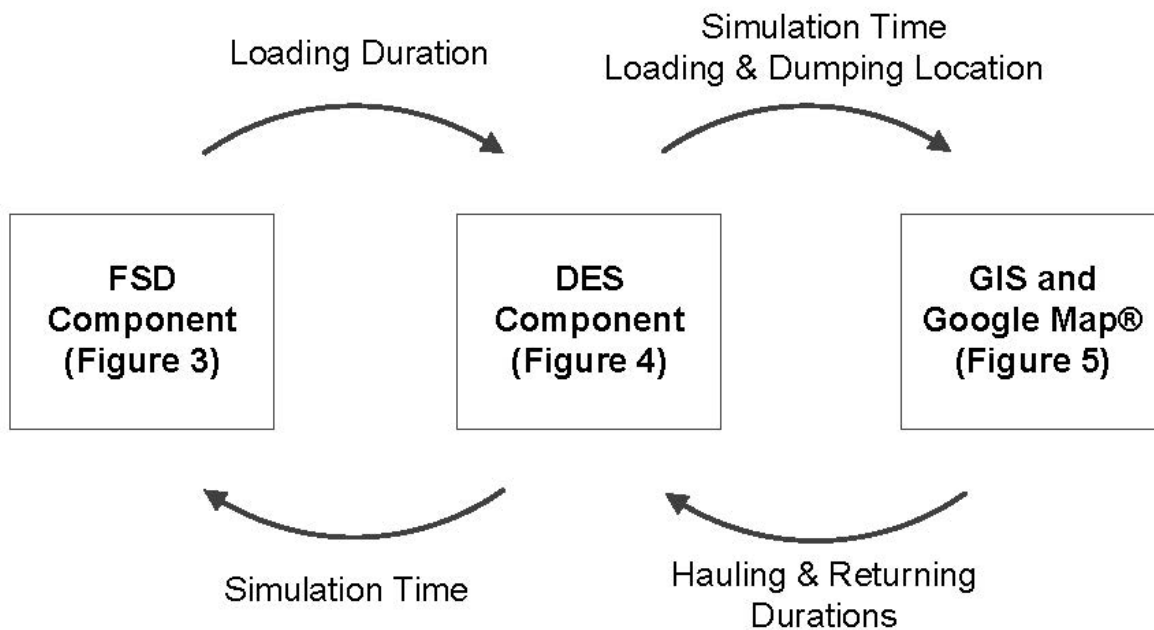 Loading Duration
Simulation Time
Loading & Dumping Location
FSD
Component
(Figure 3)
DES
Component
(Figure 4)
GIS and
Google Map®
(Figure 5)
Simulation Time
Hauling & Returning
Durations